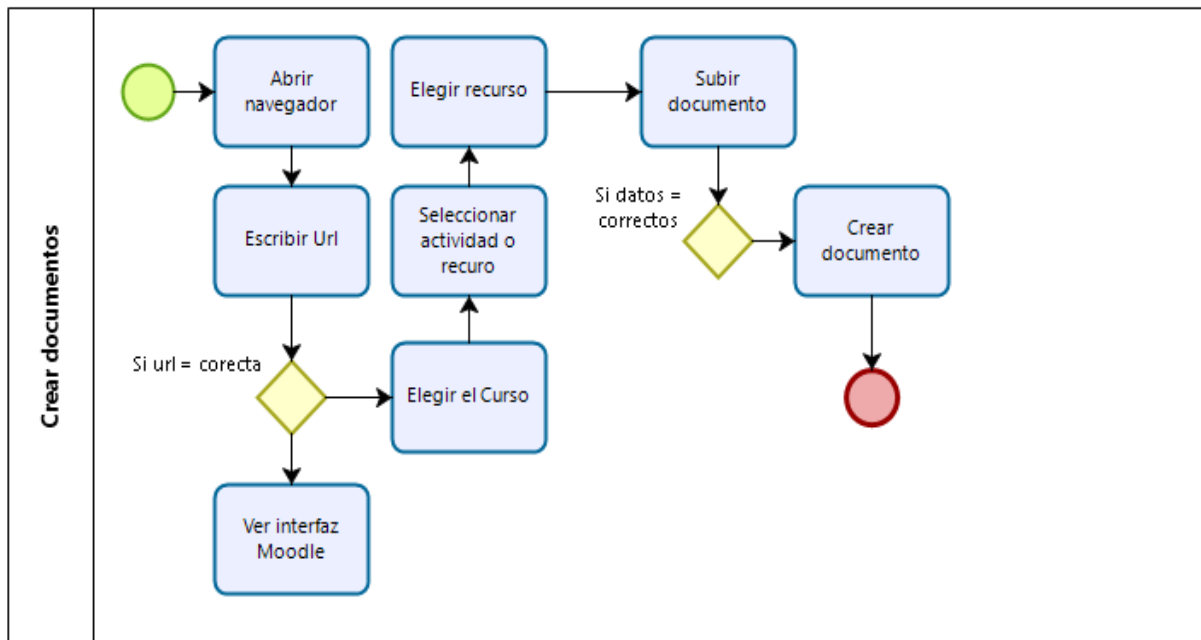 Crear documentos
Abrir
navegador
Escribir Url
Si url = corecta
Ver interfaz
Moodle
Elegir el Curso
Seleccionar
actividad o
recuro
Elegir recurso
Subir
documento
Si datos =
correctos
Crear
documento